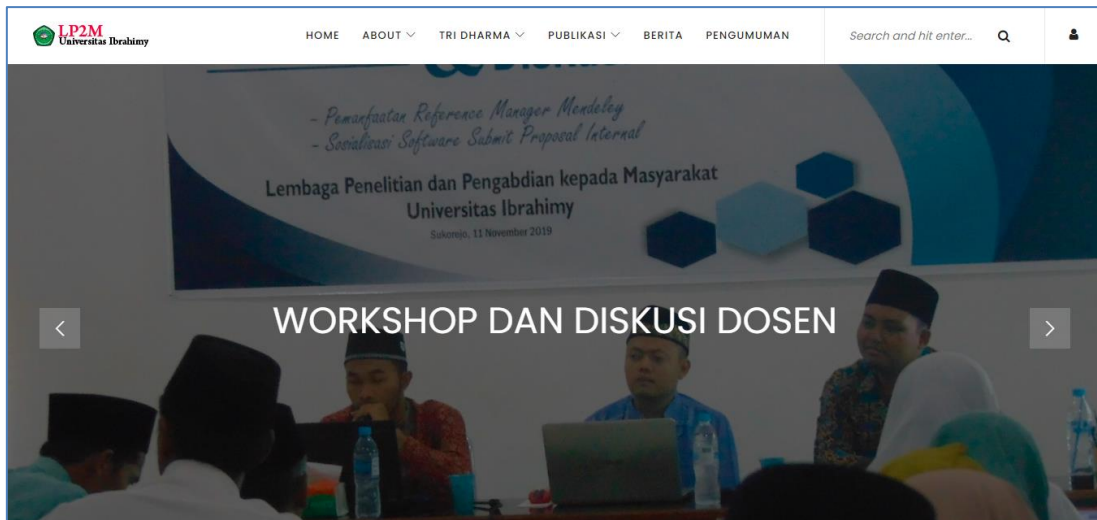 LP2M
Universitas Ibrahimy
HOME ABOUT TRI DHARMA PUBLIKASI BERITA PENGUMUMAN
Search and hit enter...
- Pemanfaatan Reference Manager Mendeley
- Sosialisasi Software Submit Proposal Internal
Lembaga Penelitian dan Pengabdian kepada Masyarakat
Universitas Ibrahimy
Sukorejo, 11 November 2019
WORKSHOP DAN DISKUSI DOSEN